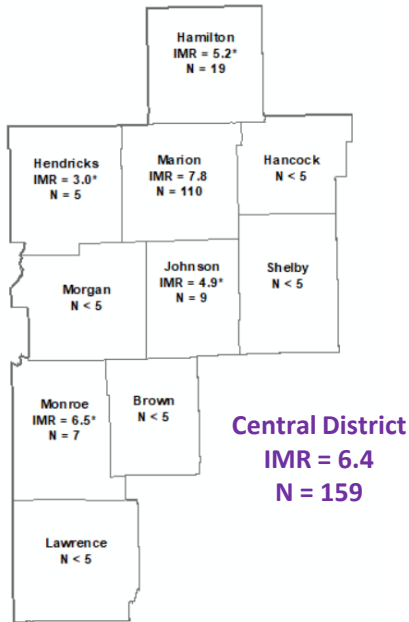 Hamilton
IMR = 5.2*
N = 19
Hendricks
IMR = 3.0*
N = 5
Marion
IMR = 7.8
N = 110
Hancock
N < 5
Morgan
N < 5
Johnson
IMR = 4.9*
N = 9
Shelby
N < 5
Monroe
IMR = 6.5*
N = 7
Brown
N < 5
Central District
IMR = 6.4
N = 159
Lawrence
N < 5